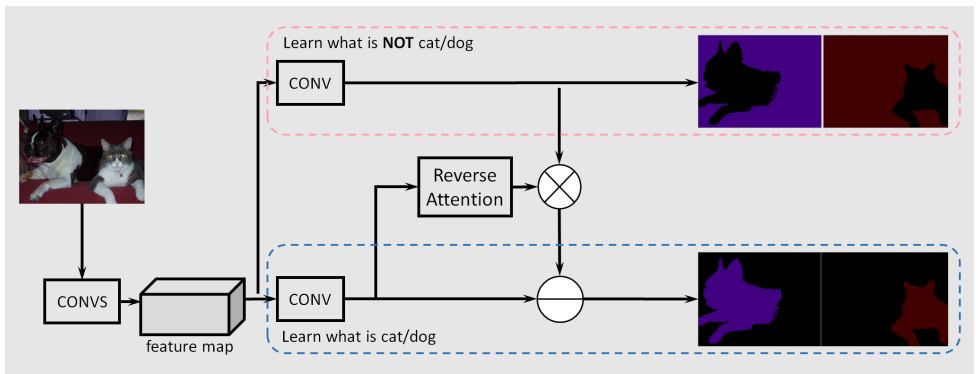 Learn what is NOT cat/dog
CONV
Reverse
Attention
CONVS
CONV
feature map
Learn what is cat/dog